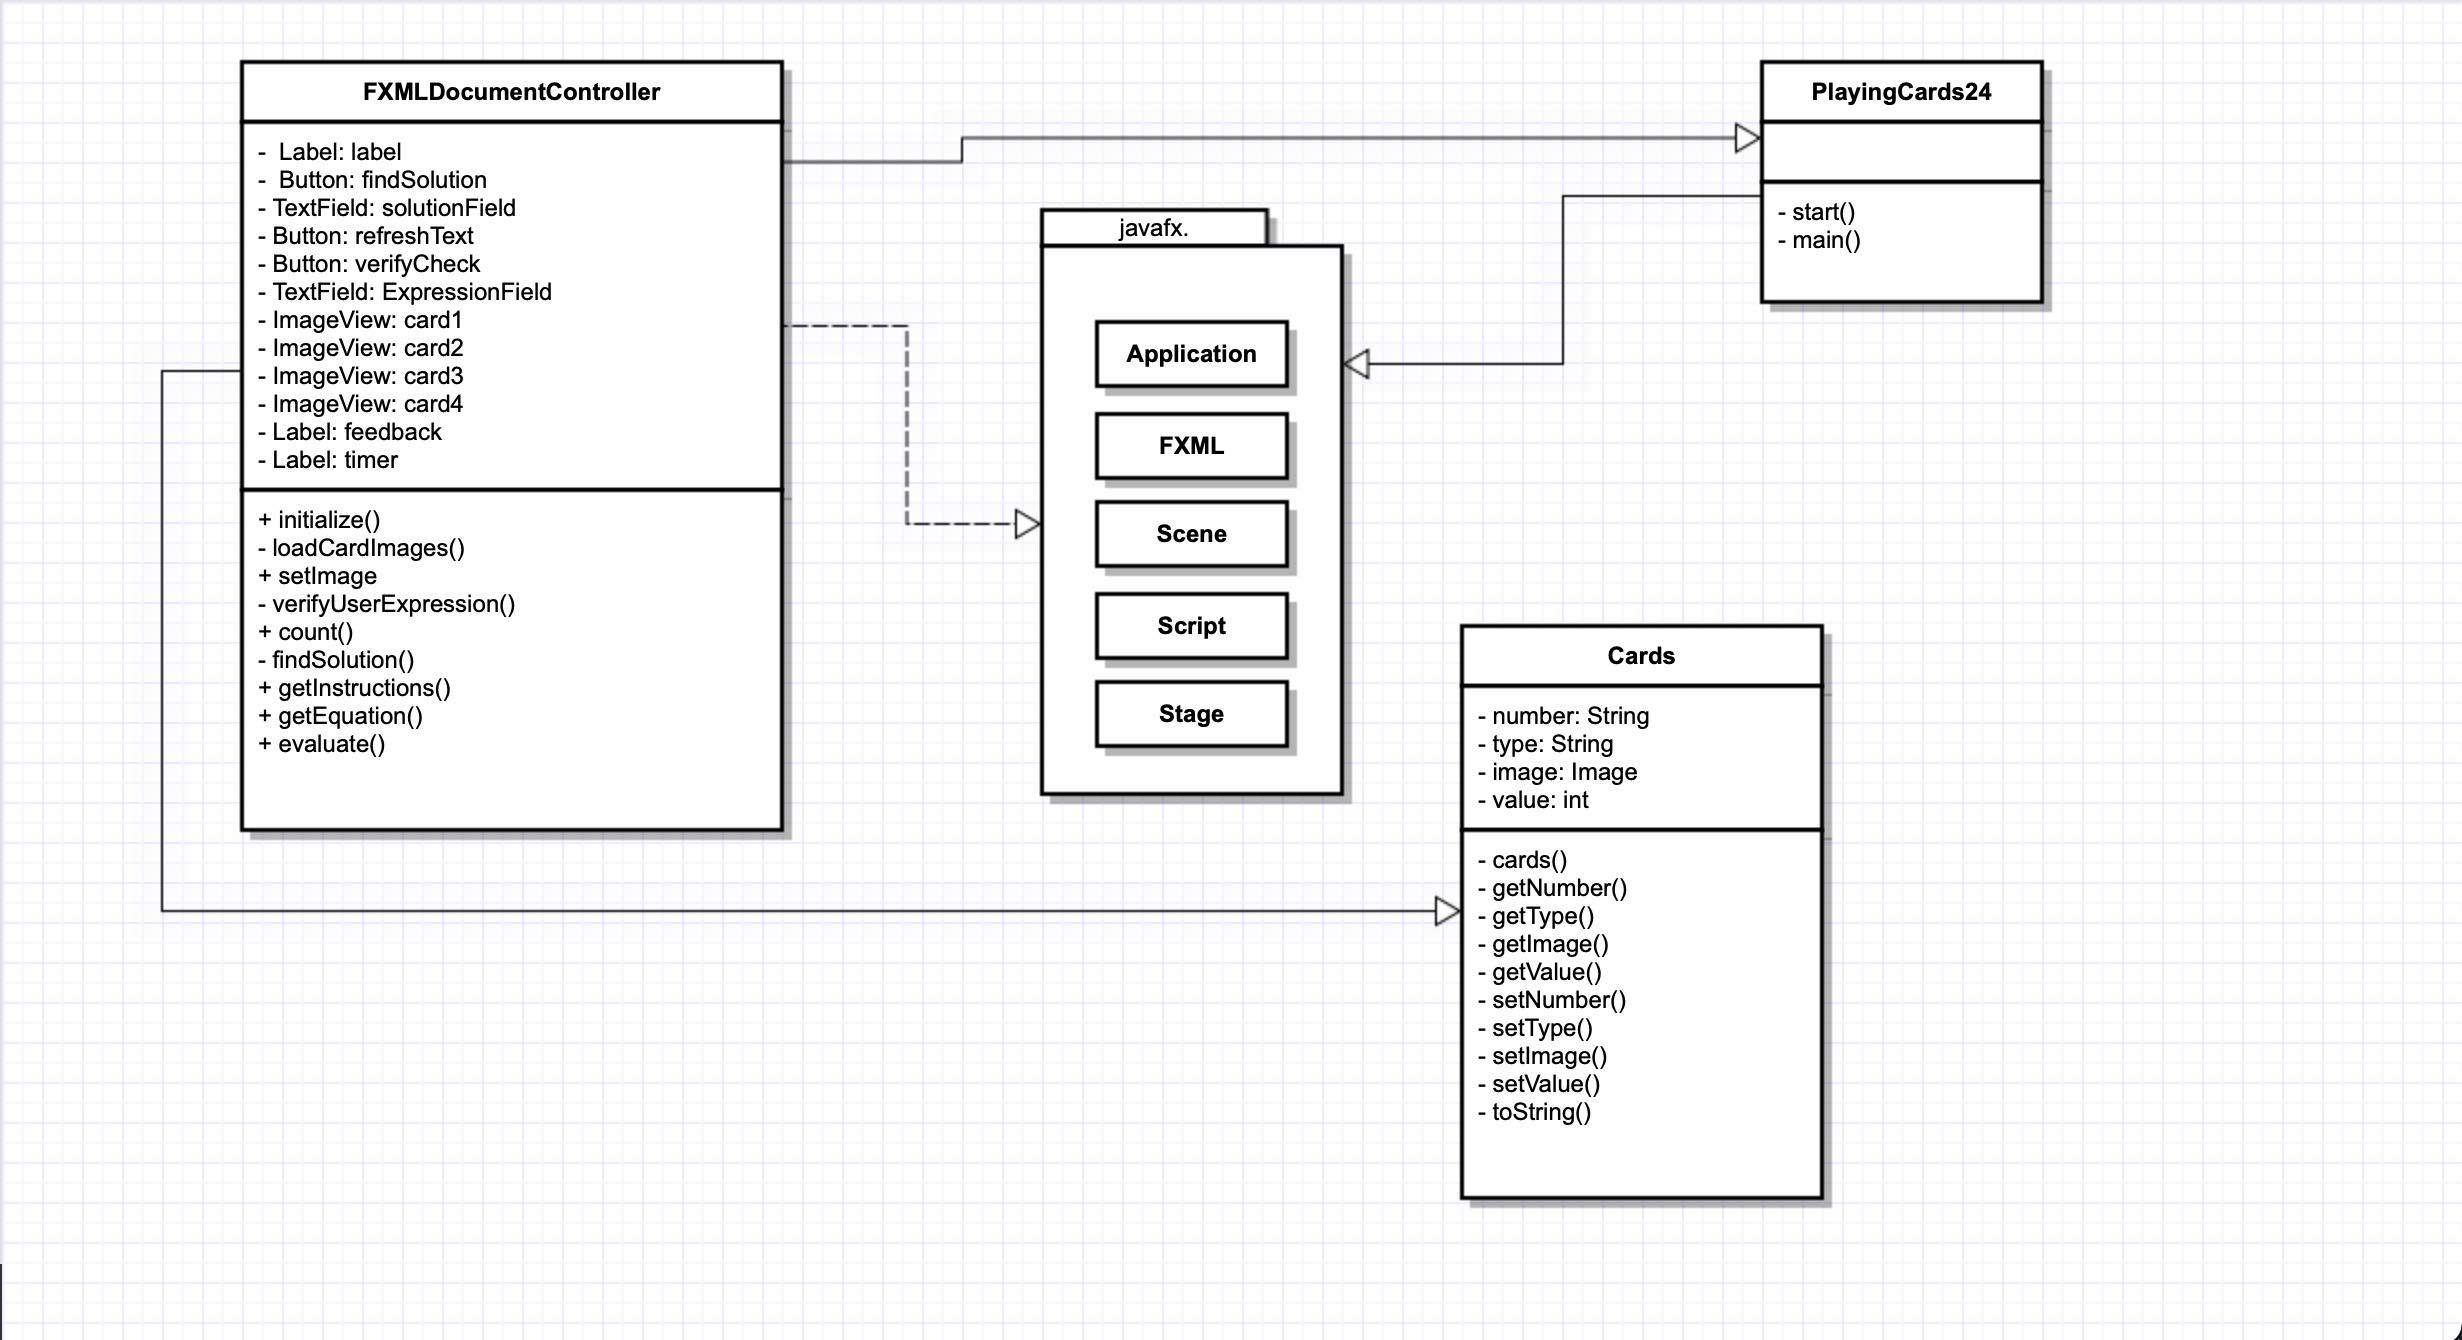 FXMLDocumentController
- Label: label
- Button: findSolution
- TextField: solutionField
- Button: refreshText
- Button: verifyCheck
- TextField: ExpressionField
- ImageView: card1
- ImageView: card2
- ImageView: card3
- ImageView: card4
- Label: feedback
- Label: timer
+ initialize()
- loadCardImages()
+ setImage
- verifyUserExpression()
+ count()
- findSolution()
+ getInstructions()
+ getEquation()
+ evaluate()
javafx.
Application
FXML
Scene
Script
Stage
PlayingCards24
- start()
- main()
Cards
- number: String
- type: String
- image: Image
- value: int
- cards()
- getNumber()
- getType()
- getImage()
- getValue()
- setNumber()
- setType()
- setImage()
- setValue()
- toString()